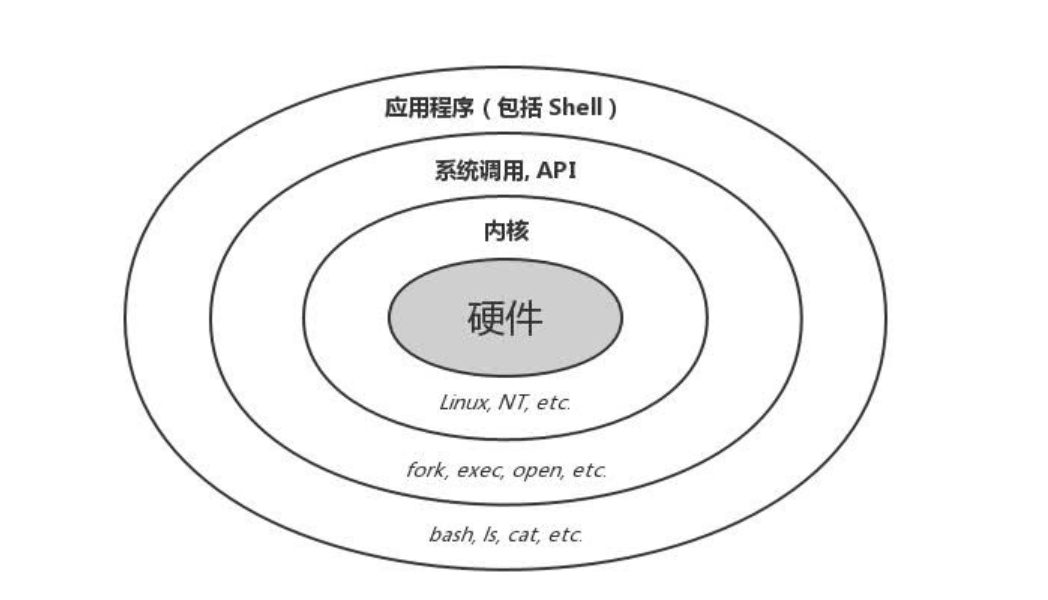 应用程序（包括 Shell）
系统调用, API
内核
硬件
Linux, NT, etc.
fork, exec, open, etc.
bash, ls, cat, etc.